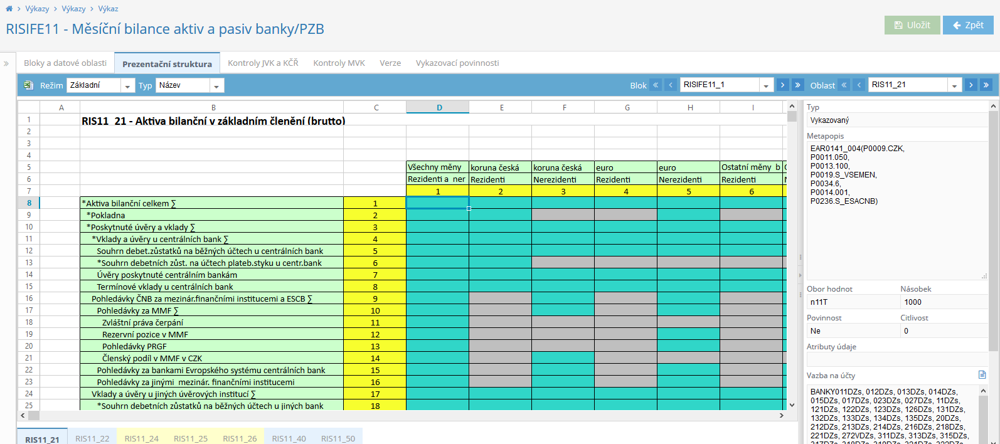 Výkazy › Výkazy › Výkaz
RISIFE11 - Měsíční bilance aktiv a pasiv banky/PZB
Uložit
Zpět
Bloky a datové oblasti
Prezentační struktura
Kontroly JVK a KČŘ
Kontroly MVK
Verze
Vykazovací povinnosti
Režim Základní Typ Název
Blok RISIFE11_1 Oblast RIS11_21
A B C D E F G H I
1 RIS11_21 - Aktiva bilanční v základním členění (brutto)
2
3
4
5 Všechny měny koruna česká koruna česká euro euro Ostatní měny b
6 Rezidenti a ner Rezidenti Nerezidenti Rezidenti Nerezidenti Rezidenti
7 1 2 3 4 5 6
8 *Aktiva bilanční celkem ∑ 1
9 *Pokladna 2
10 *Poskytnuté úvěry a vklady ∑ 3
11 *Vklady a úvěry u centrálních bank ∑ 4
12 Souhrn debet.zůstatků na běžných účtech u centrálních bank 5
13 *Souhrn debetních zůst. na účtech plateb.styku u centr.bank 6
14 Úvěry poskytnuté centrálním bankám 7
15 Termínové vklady u centrálních bank 8
16 Pohledávky ČNB za mezinár.finančními institucemi a ESCB ∑ 9
17 Pohledávky za MMF ∑ 10
18 Zvláštní práva čerpání 11
19 Rezervní pozice v MMF 12
20 Pohledávky PRGF 13
21 Členský podíl v MMF v CZK 14
22 Pohledávky za bankami Evropského systému centrálních bank 15
23 Pohledávky za jinými mezinár. finančními institucemi 16
24 Vklady a úvěry u jiných úvěrových institucí ∑ 17
25 *Souhrn debetních zůstatků na běžných účtech u jiných bank 18
RIS11_21 RIS11_22 RIS11_24 RIS11_25 RIS11_26 RIS11_40 RIS11_50
Typ
Vykazovaný
Metapopis
EAR0141_004(P0009.CZK,
P0011.050,
P0013.100,
P0019.S_VSEMEN,
P0034.6,
P0014.001,
P0236.S_ESACNB)
Obor hodnot Násobek
n11T 1000
Povinnost Citlivost
Ne 0
Atributy údaje
Vazba na účty
BANKY011DZs, 012DZs, 013DZs, 014DZs,
015DZs, 017DZs, 023DZs, 027DZs, 11DZs,
121DZs, 122DZs, 123DZs, 126DZs, 131DZs,
132DZs, 133DZs, 134DZs, 135DZs, 20DZs,
212DZs, 213DZs, 214DZs, 216DZs, 218DZs,
221DZs, 272VDZs, 311DZs, 313DZs, 315DZs,